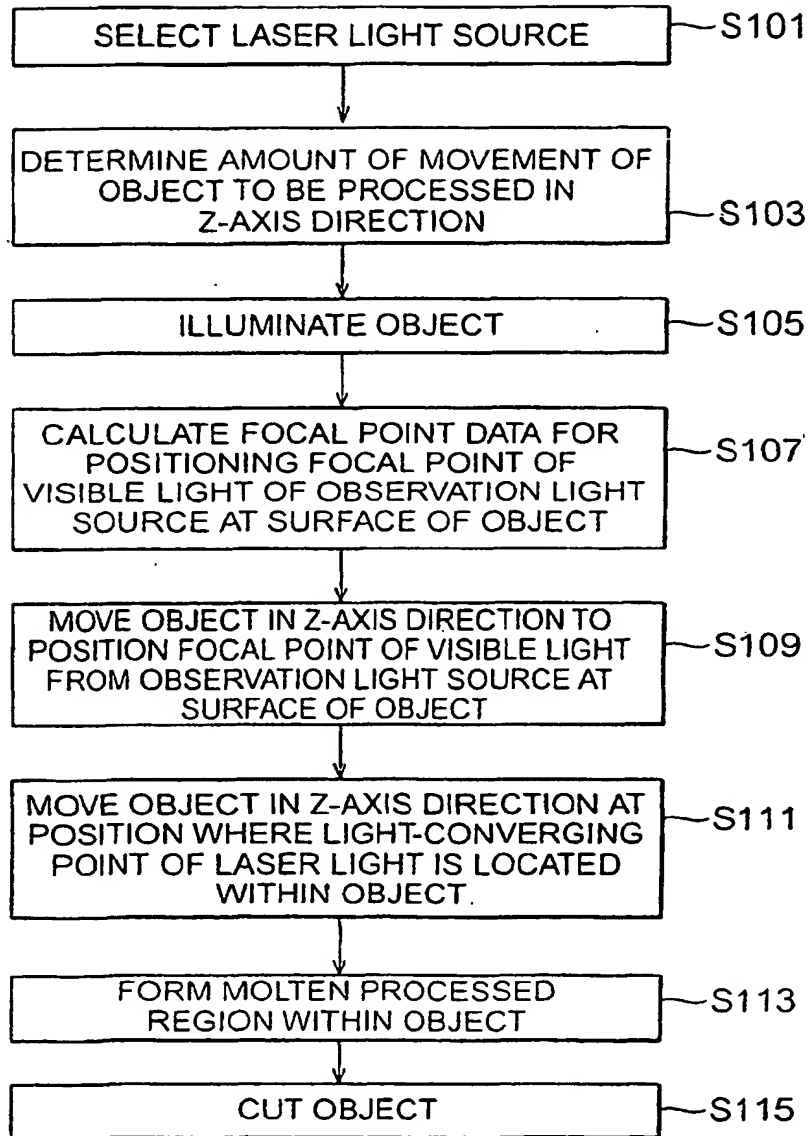 SELECT LASER LIGHT SOURCE
S101
DETERMINE AMOUNT OF MOVEMENT OF
OBJECT TO BE PROCESSED IN
Z-AXIS DIRECTION
S103
ILLUMINATE OBJECT
S105
CALCULATE FOCAL POINT DATA FOR
POSITIONING FOCAL POINT OF
VISIBLE LIGHT OF OBSERVATION LIGHT
SOURCE AT SURFACE OF OBJECT
S107
MOVE OBJECT IN Z-AXIS DIRECTION TO
POSITION FOCAL POINT OF VISIBLE LIGHT
FROM OBSERVATION LIGHT SOURCE AT
SURFACE OF OBJECT
S109
MOVE OBJECT IN Z-AXIS DIRECTION AT
POSITION WHERE LIGHT-CONVERGING
POINT OF LASER LIGHT IS LOCATED
WITHIN OBJECT.
S111
FORM MOLTEN PROCESSED
REGION WITHIN OBJECT
S113
CUT OBJECT
S115